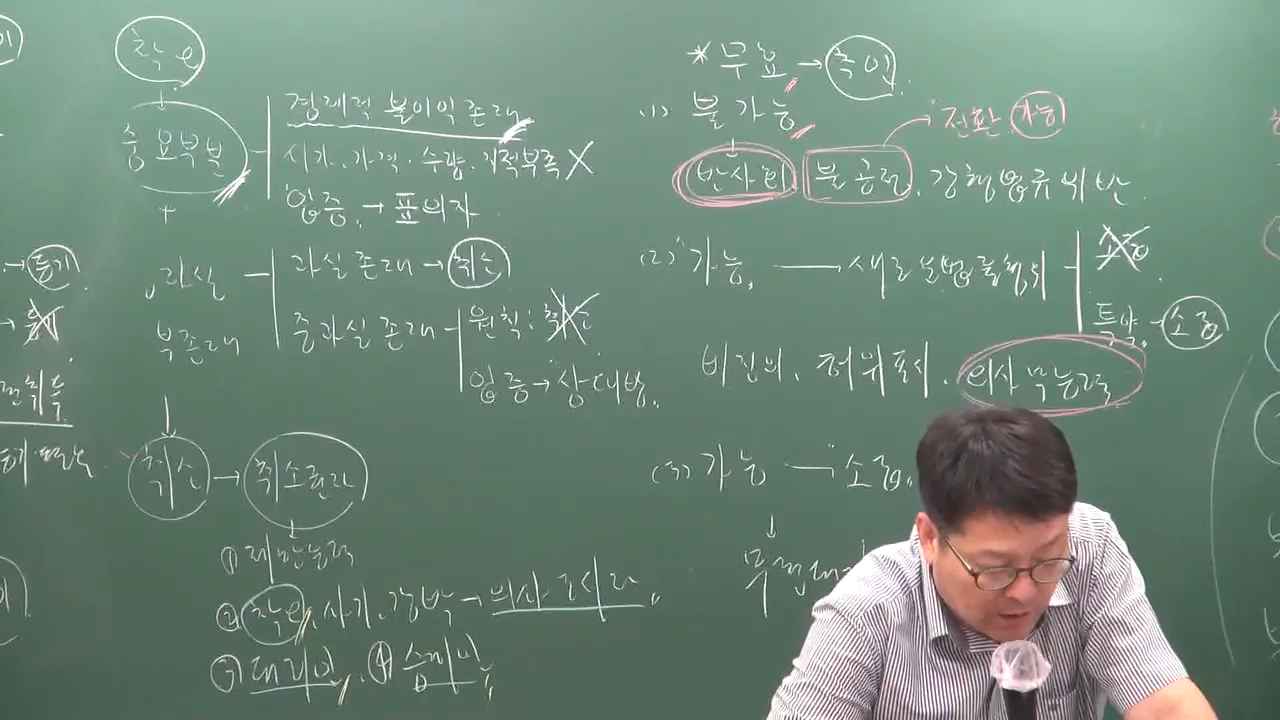 착오
중요부분
경제적 불이익 존재
시가, 가격, 수량, 지적부족 X
입증 → 표의자
+
과실
부존재
과실 존재 → 취소
중과실 존재
원칙: 취소
입증 → 상대방
취소 → 취소권자
① 제한능력
② 착오, 사기, 강박 →
③ 대리인, ④ 승계인
* 무효 → 추인
(1) 불가능
전환 가능
반사회 불공정, 강행법규위반
(2) 가능 → 새로운 법률행위
소급
특약 소급
비진의, 허위표시, 의사무능력
(3) 가능 → 소급
무권대
등기